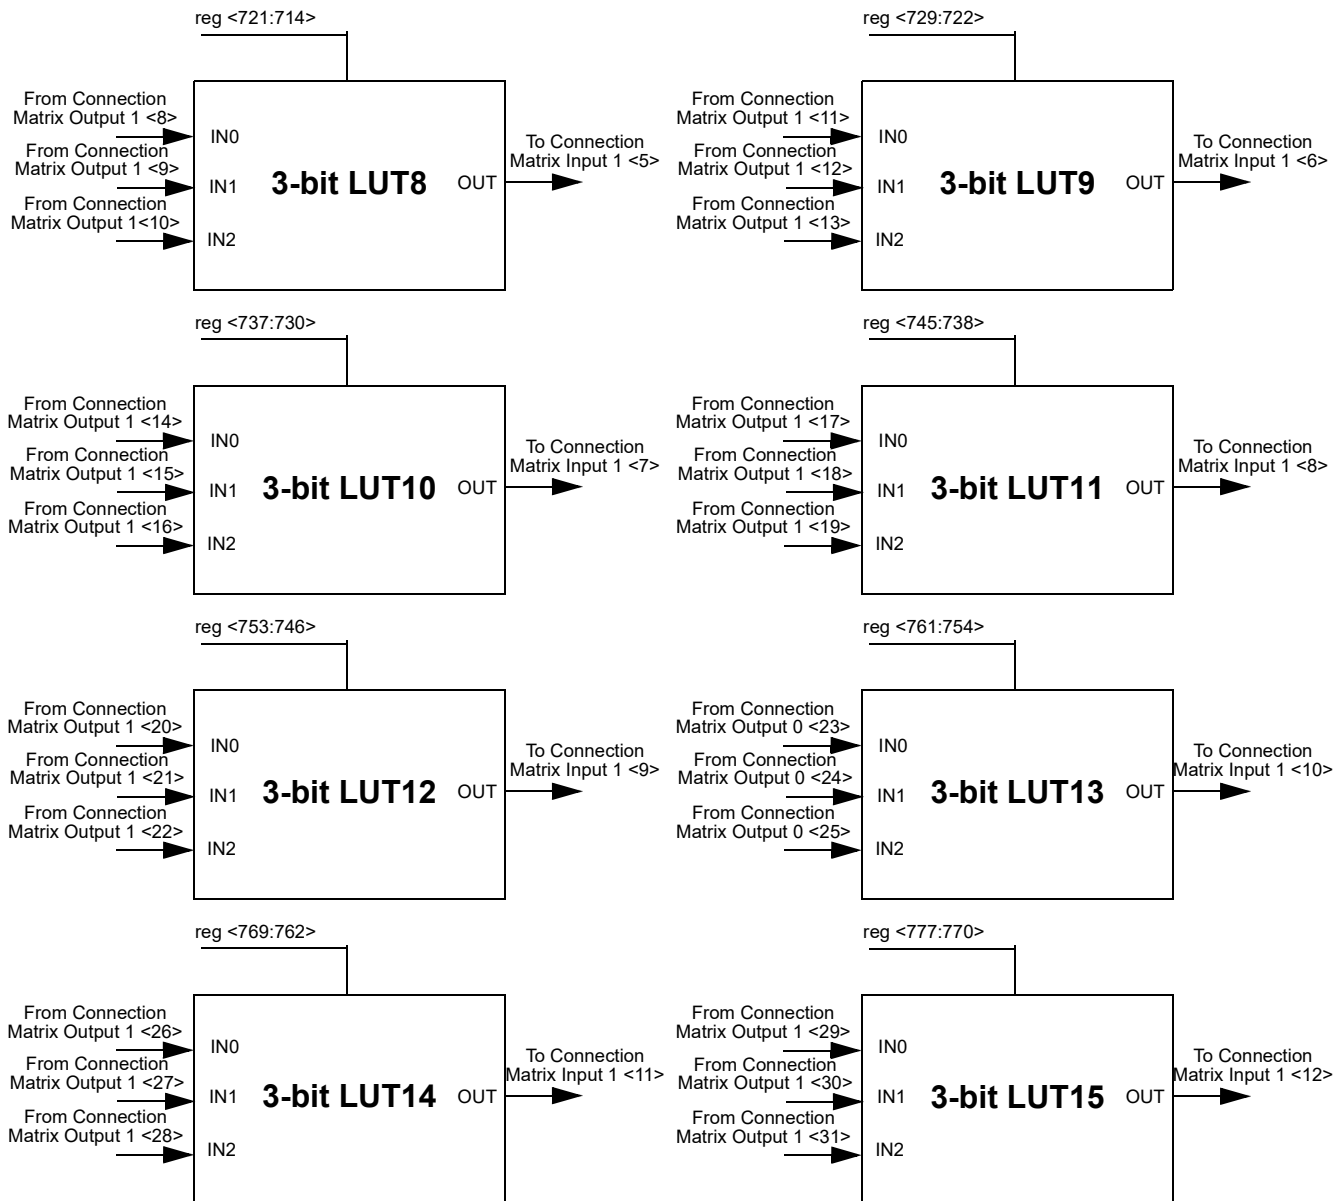 reg <721:714>
From Connection
Matrix Output 1 <8>
From Connection
Matrix Output 1 <9>
From Connection
Matrix Output 1<10>
IN0
IN1
IN2
3-bit LUT8
OUT
To Connection
Matrix Input 1 <5>
reg <729:722>
From Connection
Matrix Output 1 <11>
From Connection
Matrix Output 1 <12>
From Connection
Matrix Output 1 <13>
IN0
IN1
IN2
3-bit LUT9
OUT
To Connection
Matrix Input 1 <6>
reg <737:730>
From Connection
Matrix Output 1 <14>
From Connection
Matrix Output 1 <15>
From Connection
Matrix Output 1 <16>
IN0
IN1
IN2
3-bit LUT10
OUT
To Connection
Matrix Input 1 <7>
reg <745:738>
From Connection
Matrix Output 1 <17>
From Connection
Matrix Output 1 <18>
From Connection
Matrix Output 1 <19>
IN0
IN1
IN2
3-bit LUT11
OUT
To Connection
Matrix Input 1 <8>
reg <753:746>
From Connection
Matrix Output 1 <20>
From Connection
Matrix Output 1 <21>
From Connection
Matrix Output 1 <22>
IN0
IN1
IN2
3-bit LUT12
OUT
To Connection
Matrix Input 1 <9>
reg <761:754>
From Connection
Matrix Output 0 <23>
From Connection
Matrix Output 0 <24>
From Connection
Matrix Output 0 <25>
IN0
IN1
IN2
3-bit LUT13
OUT
To Connection
Matrix Input 1 <10>
reg <769:762>
From Connection
Matrix Output 1 <26>
From Connection
Matrix Output 1 <27>
From Connection
Matrix Output 1 <28>
IN0
IN1
IN2
3-bit LUT14
OUT
To Connection
Matrix Input 1 <11>
reg <777:770>
From Connection
Matrix Output 1 <29>
From Connection
Matrix Output 1 <30>
From Connection
Matrix Output 1 <31>
IN0
IN1
IN2
3-bit LUT15
OUT
To Connection
Matrix Input 1 <12>